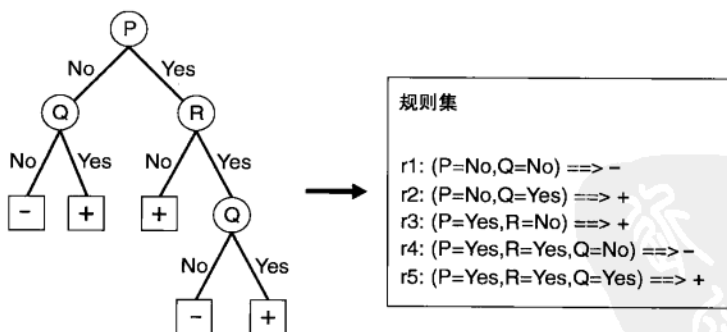 P
No Yes
Q R
No Yes No Yes
- + + Q
No Yes
- +
规则集
r1: (P=No,Q=No) ==> -
r2: (P=No,Q=Yes) ==> +
r3: (P=Yes,R=No) ==> +
r4: (P=Yes,R=Yes,Q=No) ==> -
r5: (P=Yes,R=Yes,Q=Yes) ==> +